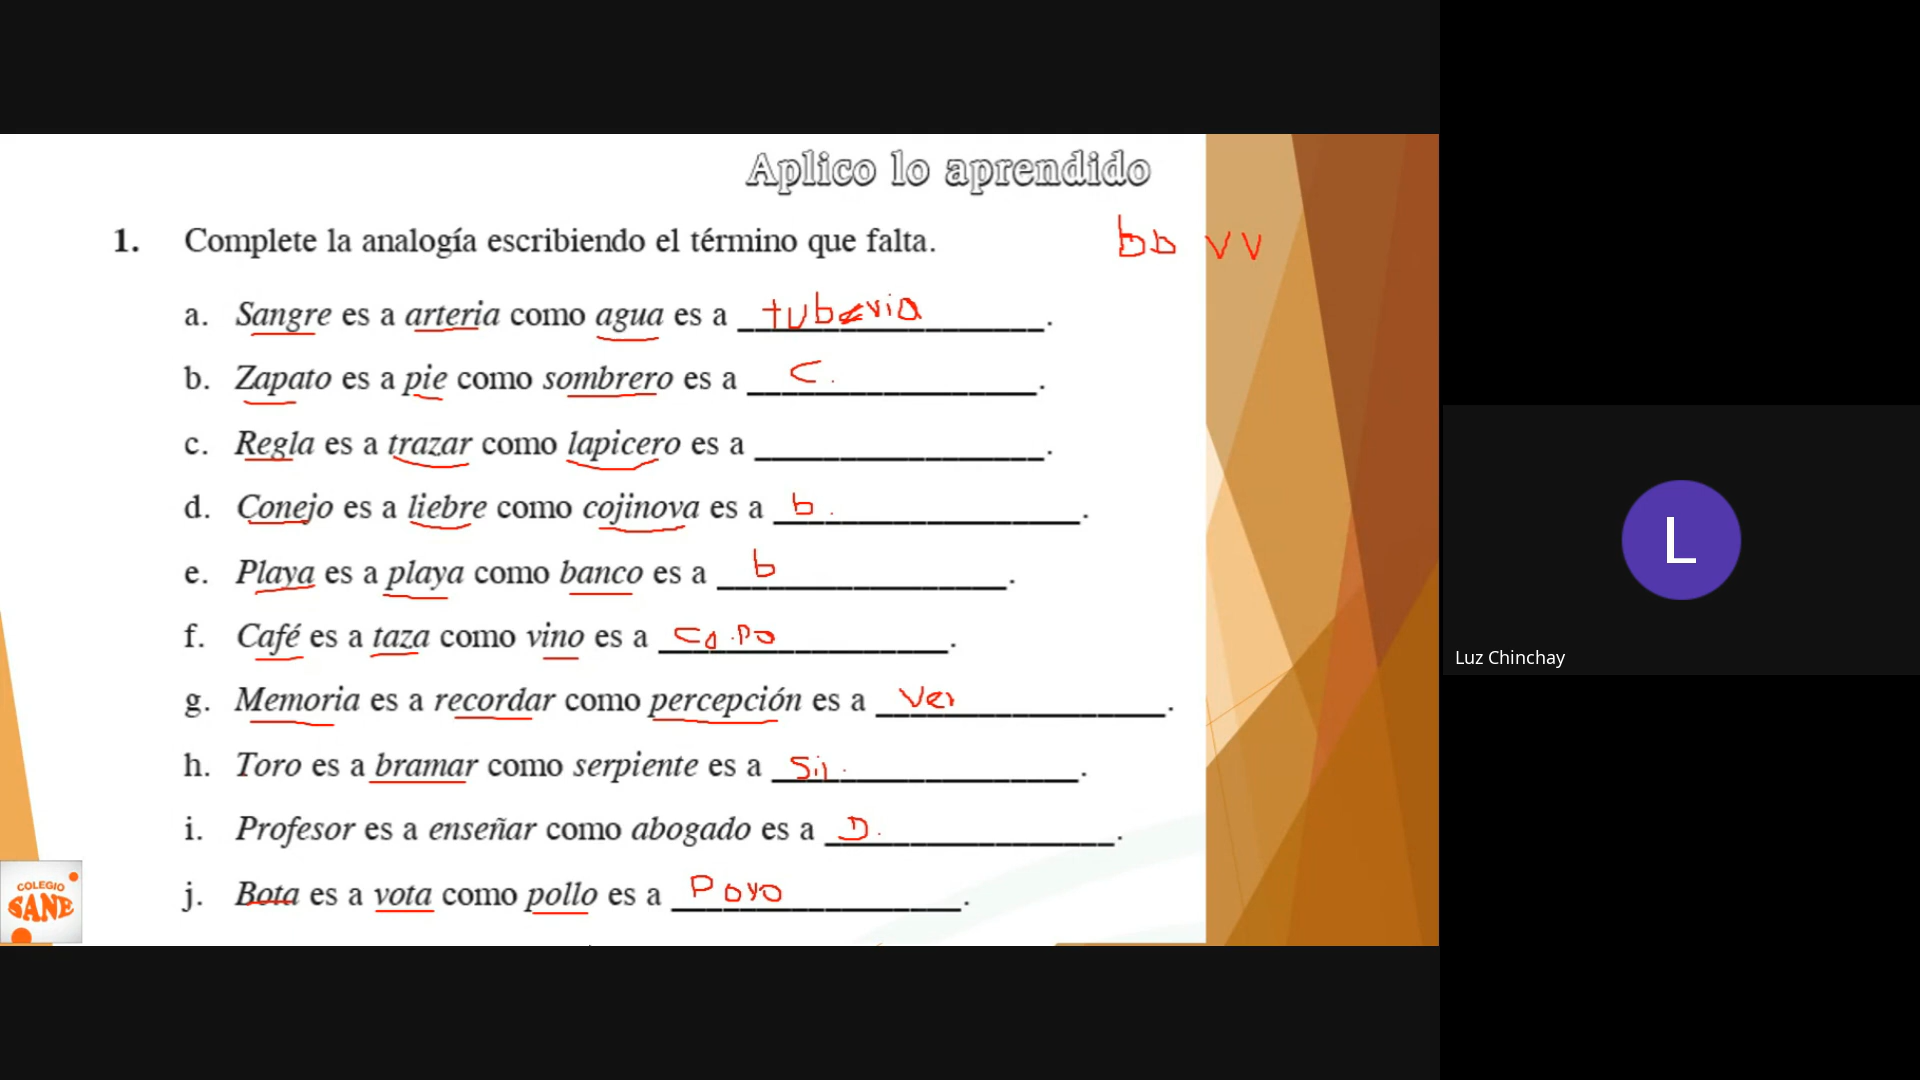 Aplico lo aprendido
1. Complete la analogía escribiendo el término que falta. bb vv
a. Sangre es a arteria como agua es a tuberia.
b. Zapato es a pie como sombrero es a C.
c. Regla es a trazar como lapicero es a ____.
d. Conejo es a liebre como cojinova es a b.
e. Playa es a playa como banco es a b.
f. Café es a taza como vino es a copo.
g. Memoria es a recordar como percepción es a Ver.
h. Toro es a bramar como serpiente es a Sil.
i. Profesor es a enseñar como abogado es a D.
j. Bota es a vota como pollo es a Poyo.
COLEGIO
SANE
L
Luz Chinchay